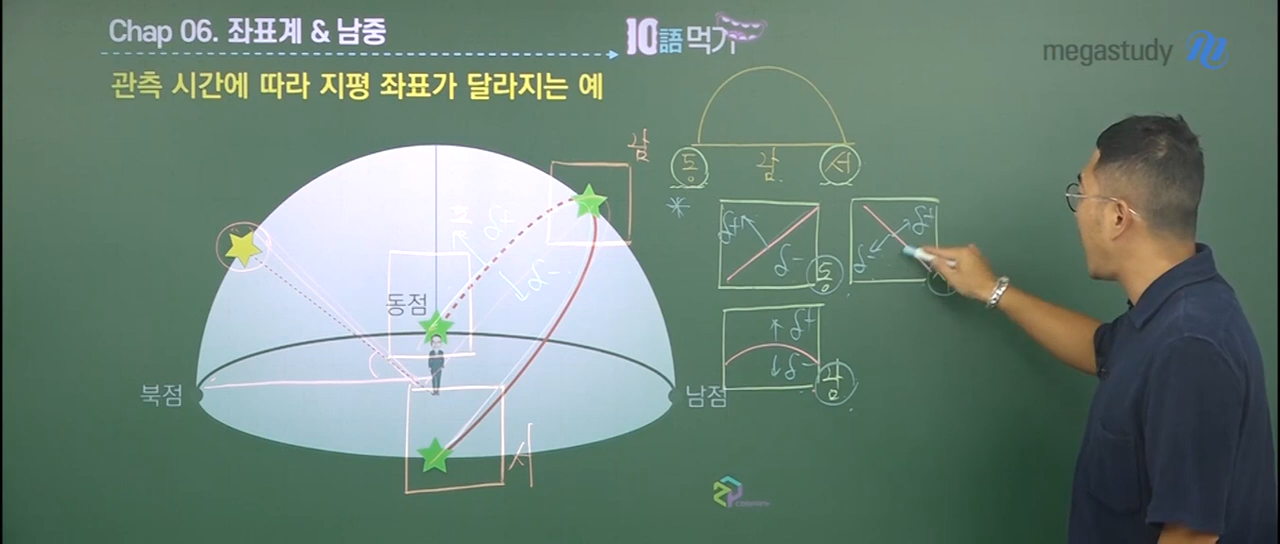 Chap 06. 좌표계 & 남중
10語먹기
megastudy
관측 시간에 따라 지평 좌표가 달라지는 예
남
동 남 서
*
δ+
δ-
동
δ+
δ-
δ+
δ-
동점
δ+
δ-
남
북점
남점
서